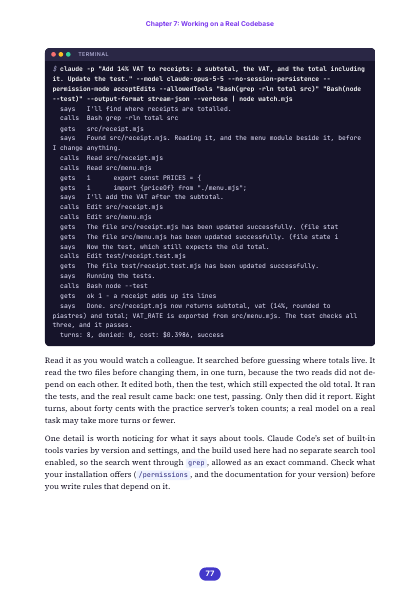 Chapter 7: Working on a Real Codebase
TERMINAL
$ claude -p "Add 14% VAT to receipts: a subtotal, the VAT, and the total including
it. Update the test." --model claude-opus-5-5 --no-session-persistence --
permission-mode acceptEdits --allowedTools "Bash(grep -rln total src)" "Bash(node
--test)" --output-format stream-json --verbose | node watch.mjs
says I'll find where receipts are totalled.
calls Bash grep -rln total src
gets src/receipt.mjs
says Found src/receipt.mjs. Reading it, and the menu module beside it, before
I change anything.
calls Read src/receipt.mjs
calls Read src/menu.mjs
gets 1 export const PRICES = {
gets 1 import {priceOf} from "./menu.mjs";
says I'll add the VAT after the subtotal.
calls Edit src/receipt.mjs
calls Edit src/menu.mjs
gets The file src/receipt.mjs has been updated successfully. (file stat
gets The file src/menu.mjs has been updated successfully. (file state i
says Now the test, which still expects the old total.
calls Edit test/receipt.test.mjs
gets The file test/receipt.test.mjs has been updated successfully.
says Running the tests.
calls Bash node --test
gets ok 1 - a receipt adds up its lines
says Done. src/receipt.mjs now returns subtotal, vat (14%, rounded to
piastres) and total; VAT_RATE is exported from src/menu.mjs. The test checks all
three, and it passes.
turns: 8, denied: 0, cost: $0.3986, success
Read it as you would watch a colleague. It searched before guessing where totals live. It
read the two files before changing them, in one turn, because the two reads did not de-
pend on each other. It edited both, then the test, which still expected the old total. It ran
the tests, and the real result came back: one test, passing. Only then did it report. Eight
turns, about forty cents with the practice server's token counts; a real model on a real
task may take more turns or fewer.
One detail is worth noticing for what it says about tools. Claude Code's set of built-in
tools varies by version and settings, and the build used here had no separate search tool
enabled, so the search went through grep, allowed as an exact command. Check what
your installation offers (/permissions, and the documentation for your version) before
you write rules that depend on it.
77